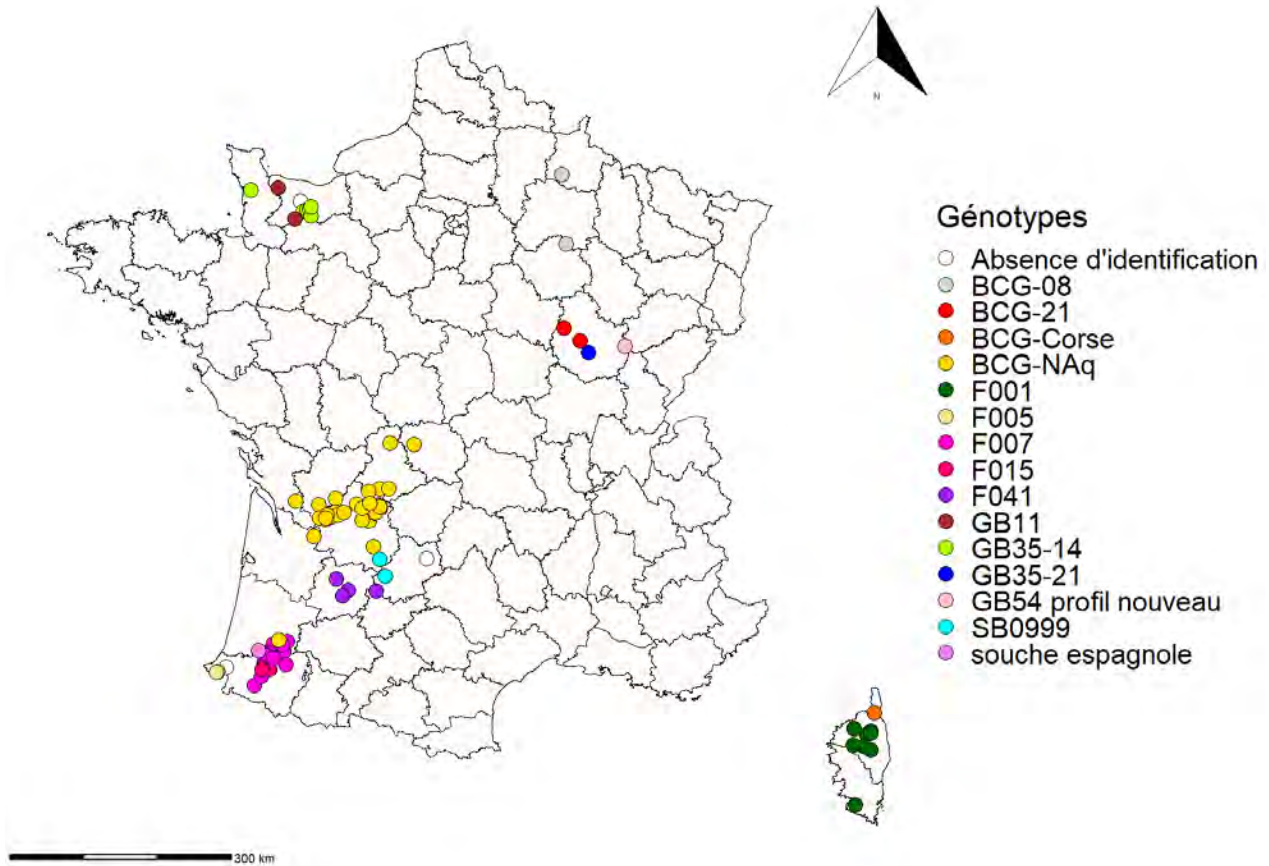 N
Génotypes
Absence d'identification
BCG-08
BCG-21
BCG-Corse
BCG-NAq
F001
F005
F007
F015
F041
GB11
GB35-14
GB35-21
GB54 profil nouveau
SB0999
souche espagnole
300 km